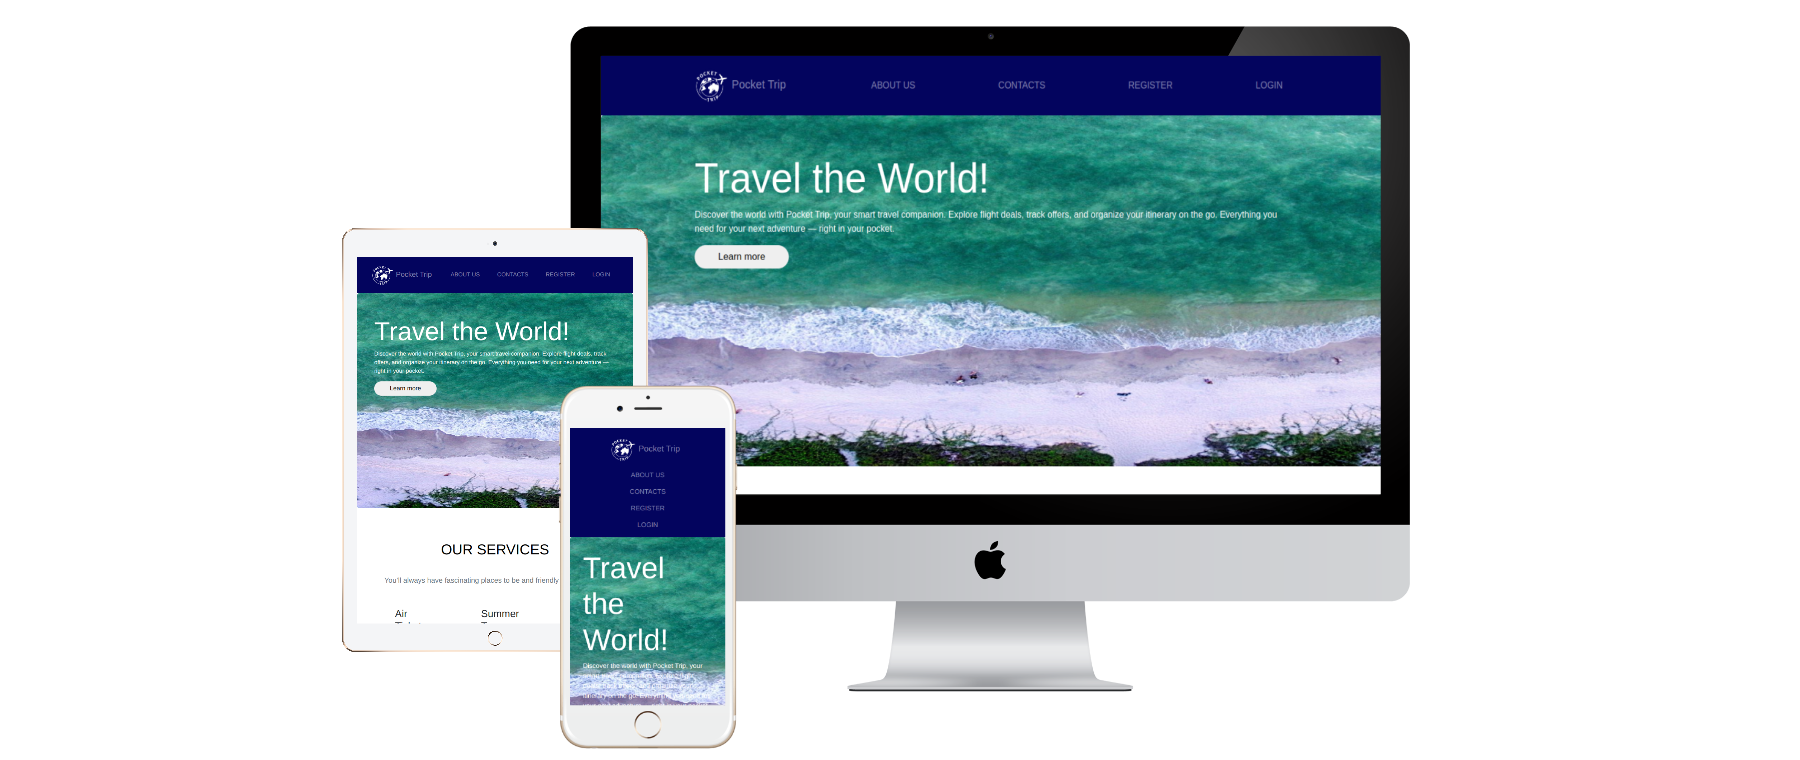 POCKET TRIP
Pocket Trip
ABOUT US
CONTACTS
REGISTER
LOGIN
Travel the World!
Discover the world with Pocket Trip, your smart travel companion. Explore flight deals, track offers, and organize your itinerary on the go. Everything you
need for your next adventure — right in your pocket.
Learn more
POCKET TRIP
Pocket Trip
ABOUT US
CONTACTS
REGISTER
LOGIN
Travel the World!
Discover the world with Pocket Trip, your smart travel companion. Explore flight deals, track
offers, and organize your itinerary on the go. Everything you need for your next adventure —
right in your pocket.
Learn more
OUR SERVICES
You'll always have fascinating places to be and friendly
Air
Summer
POCKET TRIP
Pocket Trip
ABOUT US
CONTACTS
REGISTER
LOGIN
Travel
the
World!
Discover the world with Pocket Trip, your